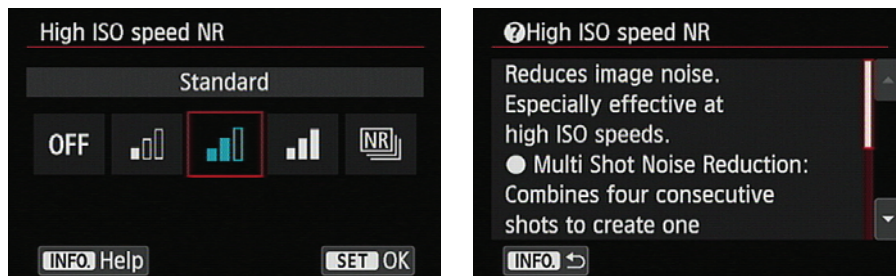 High ISO speed NR
Standard
OFF
NR
INFO. Help
SET OK
?High ISO speed NR
Reduces image noise.
Especially effective at
high ISO speeds.
● Multi Shot Noise Reduction:
Combines four consecutive
shots to create one
INFO.